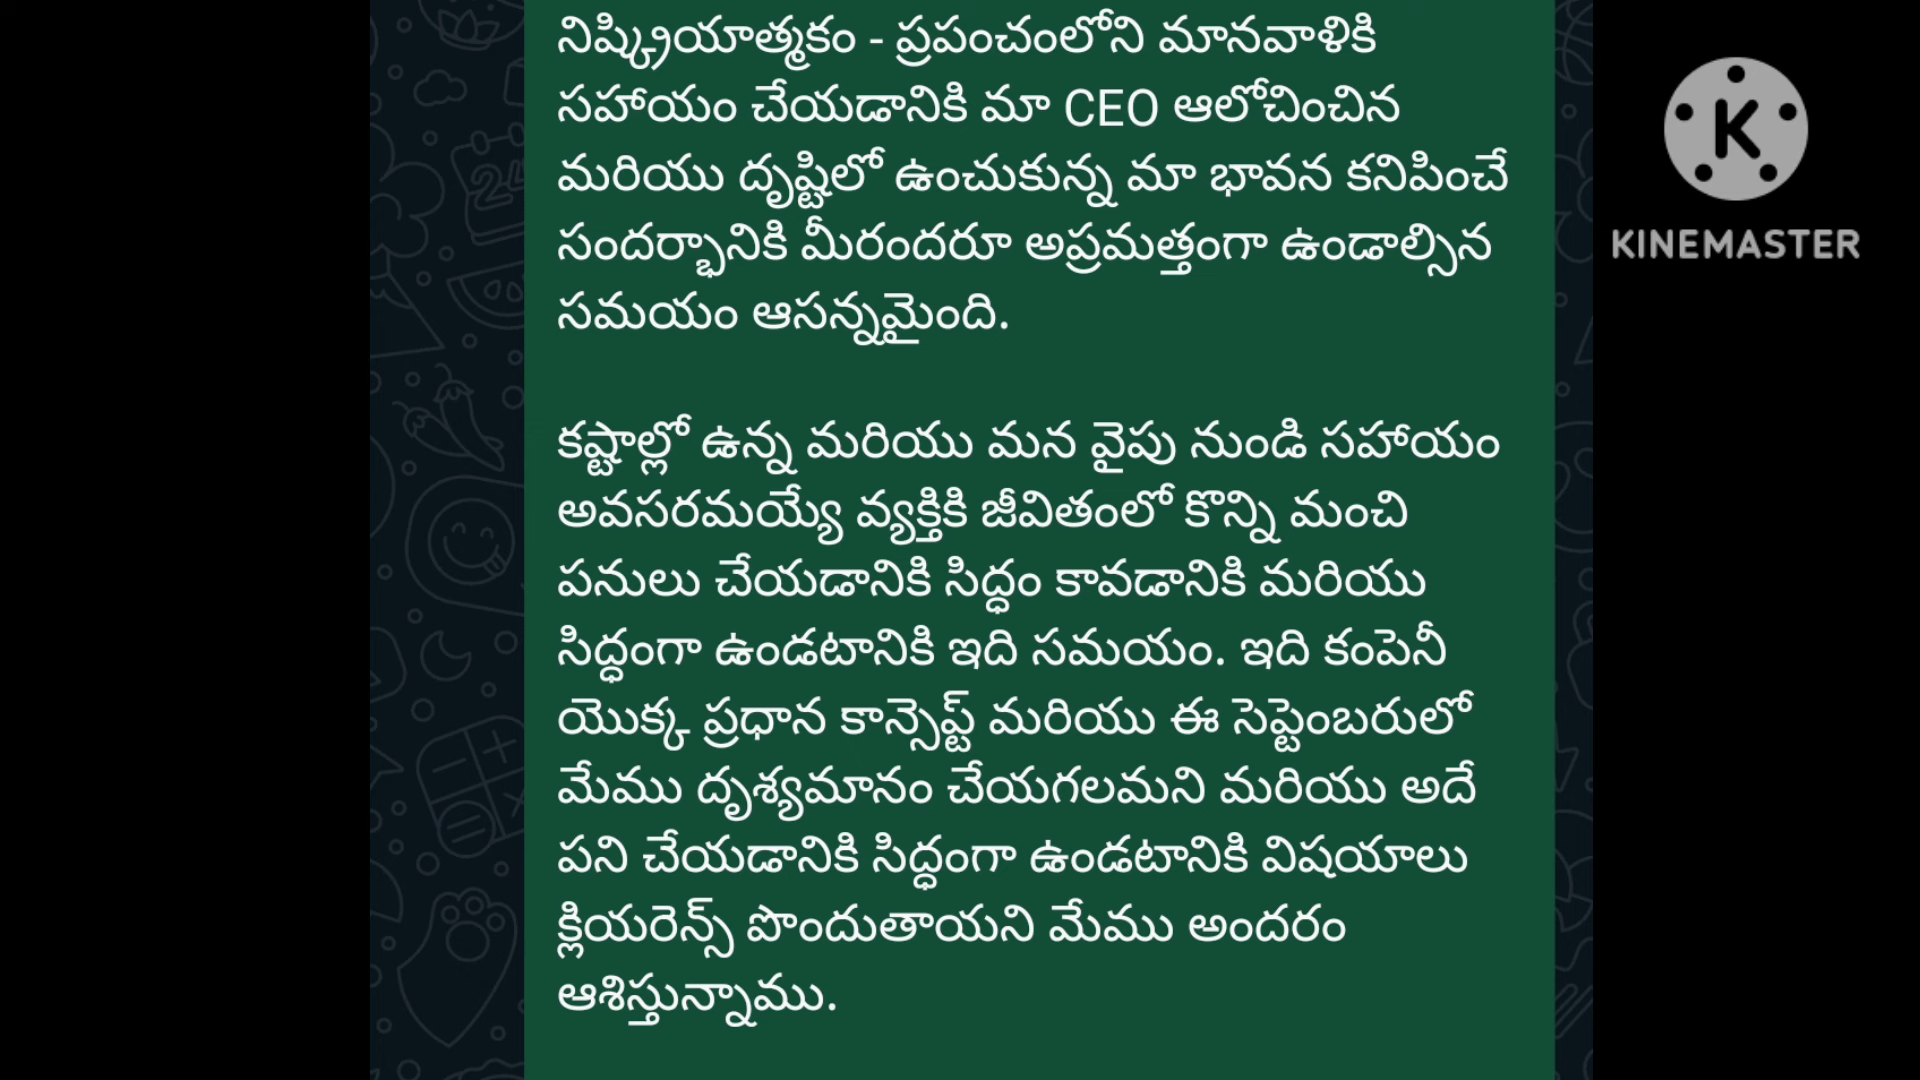 నిష్క్రియాత్మకం - ప్రపంచంలోని మానవాళికి
సహాయం చేయడానికి మా CEO ఆలోచించిన
మరియు దృష్టిలో ఉంచుకున్న మా భావన కనిపించే
సందర్భానికి మీరందరూ అప్రమత్తంగా ఉండాల్సిన
సమయం ఆసన్నమైంది.
కష్టాల్లో ఉన్న మరియు మన వైపు నుండి సహాయం
అవసరమయ్యే వ్యక్తికి జీవితంలో కొన్ని మంచి
పనులు చేయడానికి సిద్ధం కావడానికి మరియు
సిద్ధంగా ఉండటానికి ఇది సమయం. ఇది కంపెనీ
యొక్క ప్రధాన కాన్సెప్ట్ మరియు ఈ సెప్టెంబరులో
మేము దృశ్యమానం చేయగలమని మరియు అదే
పని చేయడానికి సిద్ధంగా ఉండటానికి విషయాలు
క్లియరెన్స్ పొందుతాయని మేము అందరం
ఆశిస్తున్నాము.
K
KINEMASTER